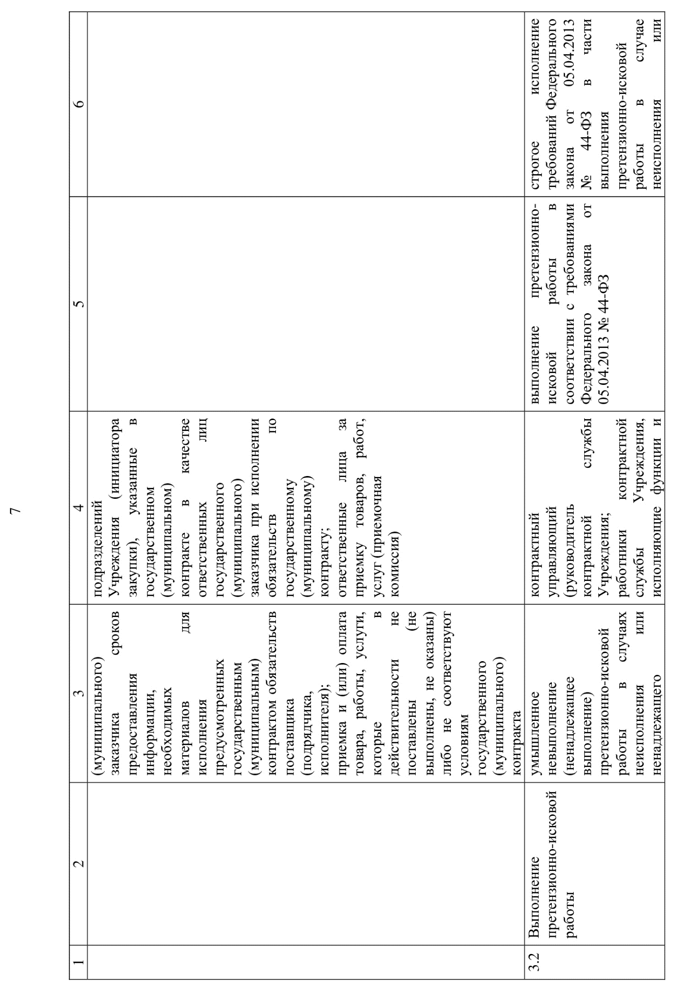 7
1 2 3 4 5 6
(муниципального)
заказчика сроков
предоставления
информации,
необходимых
материалов для
исполнения
предусмотренных
государственным
(муниципальным)
контрактом обязательств
поставщика
(подрядчика,
исполнителя);
приемка и (или) оплата
товара, работы, услуги,
которые в
действительности не
поставлены (не
выполнены, не оказаны)
либо не соответствуют
условиям
государственного
(муниципального)
контракта
подразделений
Учреждения (инициатора
закупки), указанные в
государственном
(муниципальном)
контракте в качестве
ответственных лиц
государственного
(муниципального)
заказчика при исполнении
обязательств по
государственному
(муниципальному)
контракту;
ответственные лица за
приемку товаров, работ,
услуг (приемочная
комиссия)
3.2
Выполнение
претензионно-исковой
работы
умышленное
невыполнение
(ненадлежащее
выполнение)
претензионно-исковой
работы в случаях
неисполнения или
ненадлежащего
контрактный
управляющий
(руководитель
контрактной службы
Учреждения;
работники контрактной
службы Учреждения,
исполняющие функции и
выполнение претензионно-
исковой работы в
соответствии с требованиями
Федерального закона от
05.04.2013 № 44-ФЗ
строгое исполнение
требований Федерального
закона от 05.04.2013
№ 44-ФЗ в части
выполнения
претензионно-исковой
работы в случае
неисполнения или